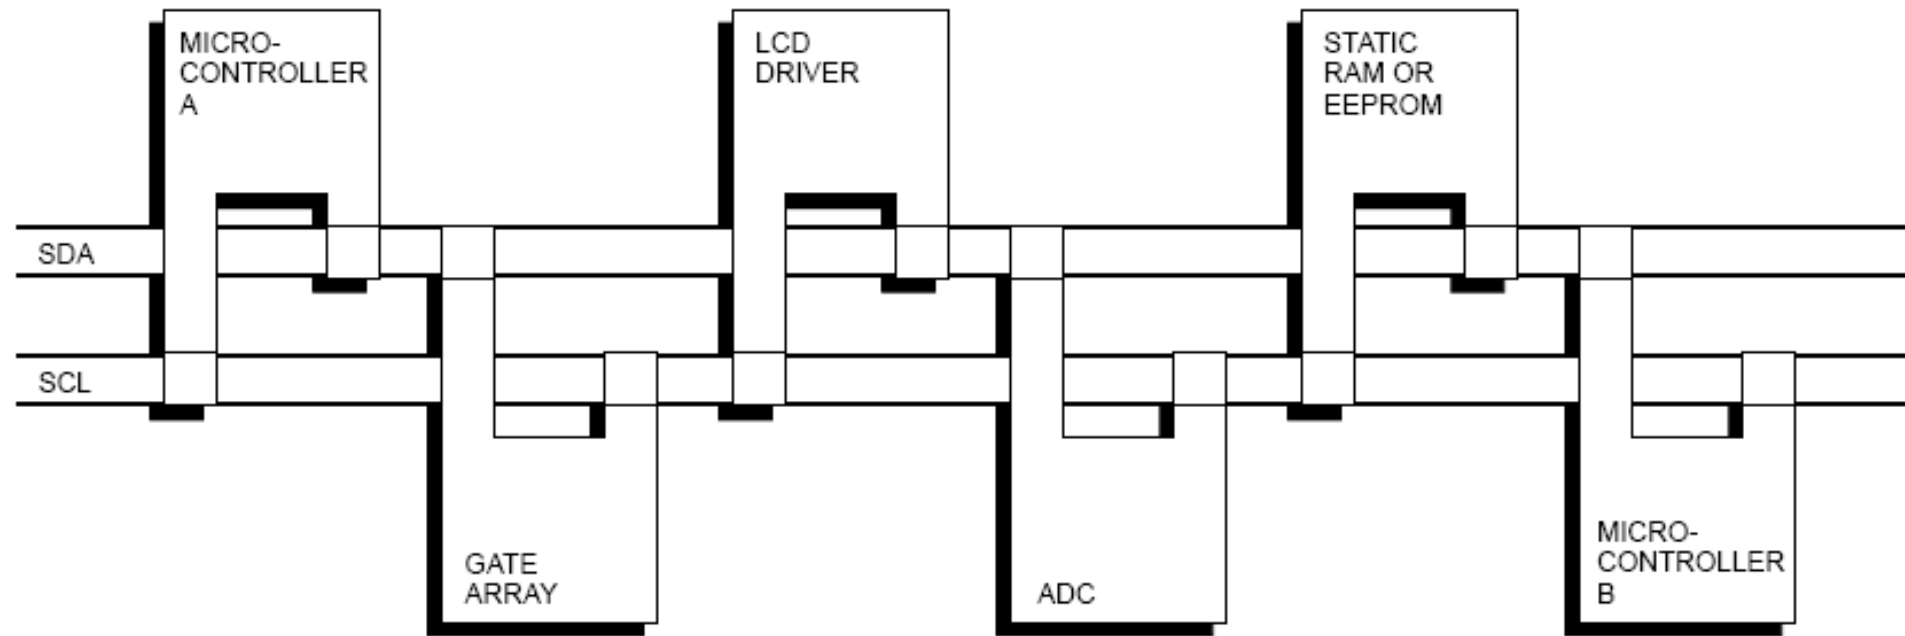 MICRO-
CONTROLLER
A
LCD
DRIVER
STATIC
RAM OR
EEPROM
SDA
SCL
GATE
ARRAY
ADC
MICRO-
CONTROLLER
B